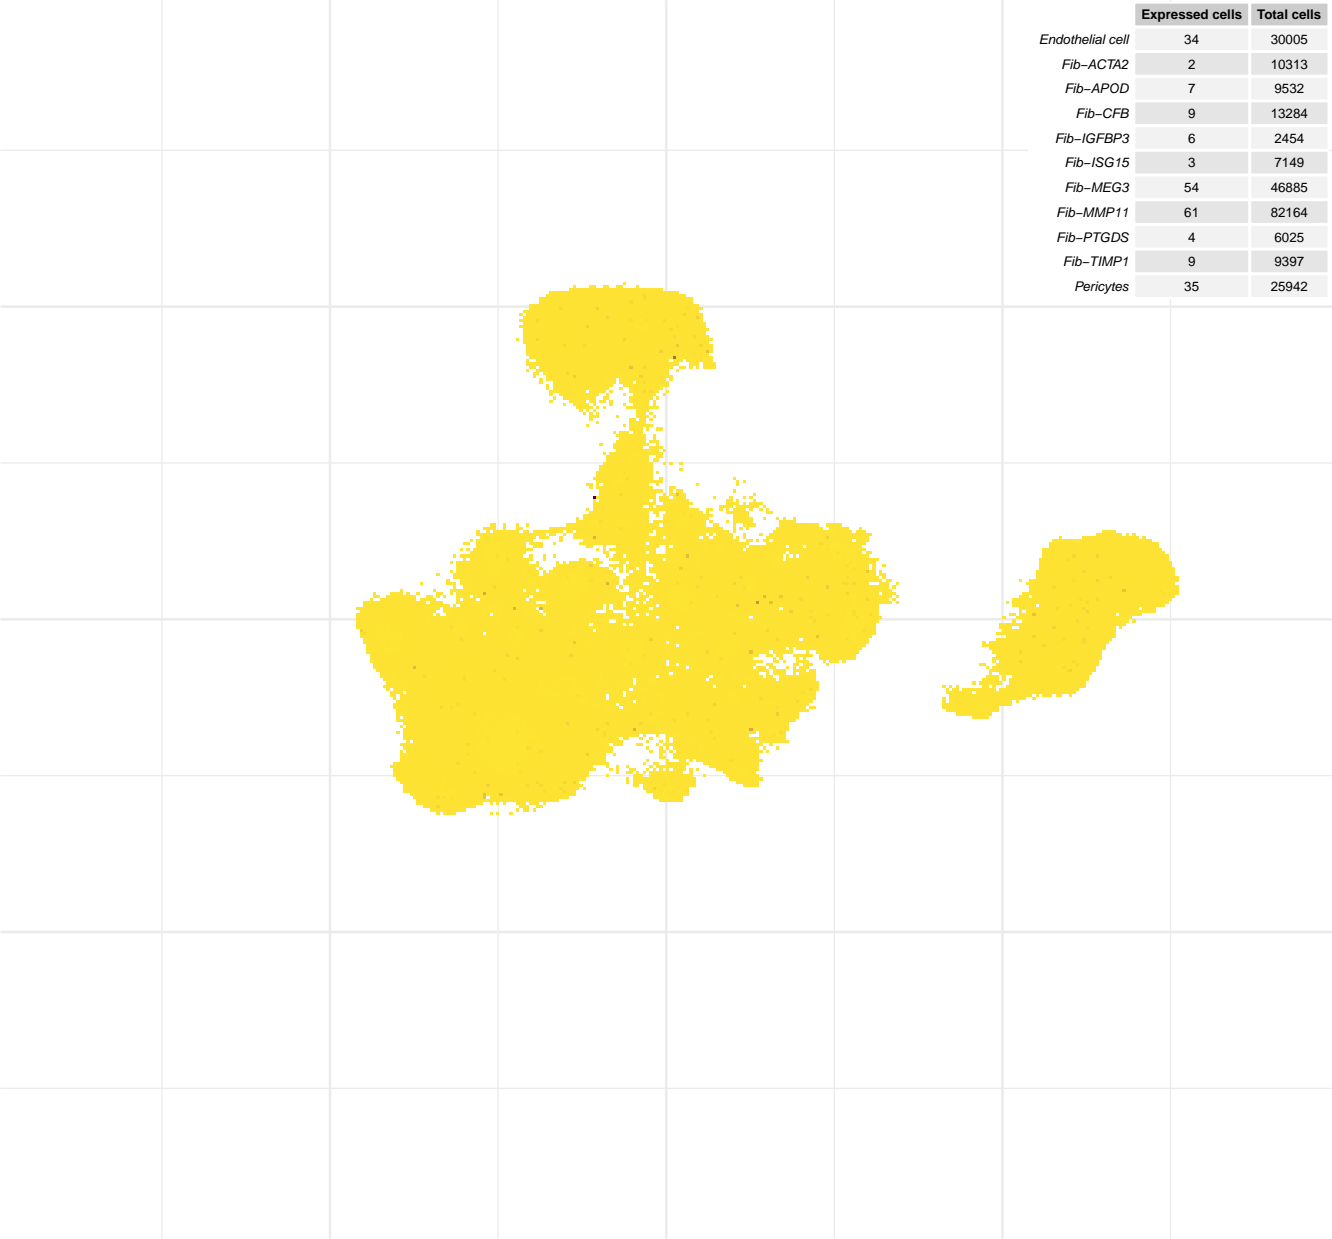 Expressed cells Total cells
Endothelial cell 34 30005
Fib−ACTA2 2 10313
Fib−APOD 7 9532
Fib−CFB 9 13284
Fib−IGFBP3 6 2454
Fib−ISG15 3 7149
Fib−MEG3 54 46885
Fib−MMP11 61 82164
Fib−PTGDS 4 6025
Fib−TIMP1 9 9397
Pericytes 35 25942